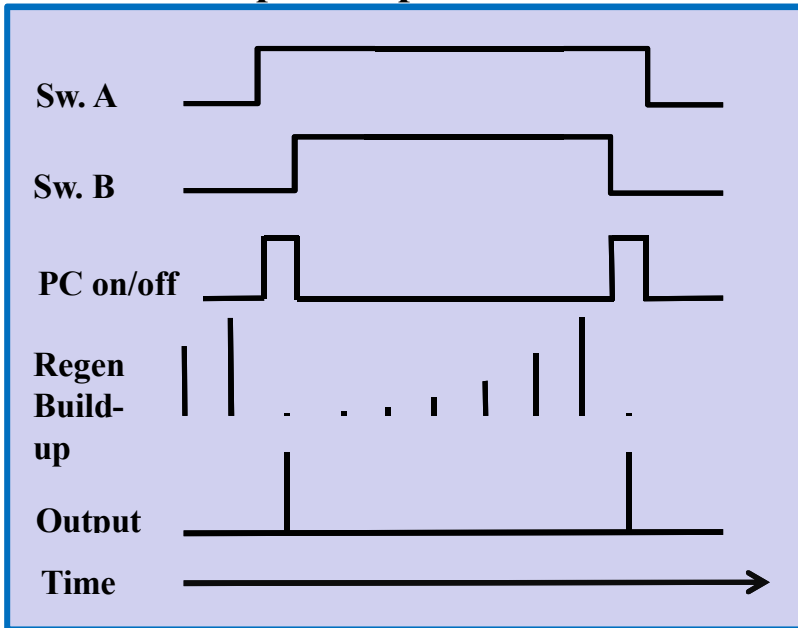 Sw. A
Sw. B
PC on/off
Regen
Build-
up
Output
Time